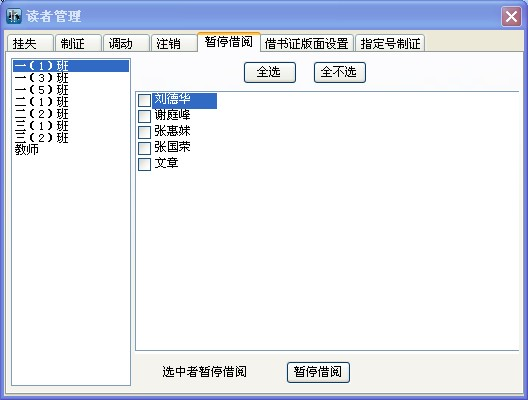 读者管理
挂失 制证 调动 注销 暂停借阅 借书证版面设置 指定号制证
全选 全不选
一（1）班
一（3）班
一（5）班
二（1）班
二（2）班
三（1）班
三（2）班
教师
刘德华
谢庭峰
张惠妹
张国荣
文章
选中者暂停借阅 暂停借阅